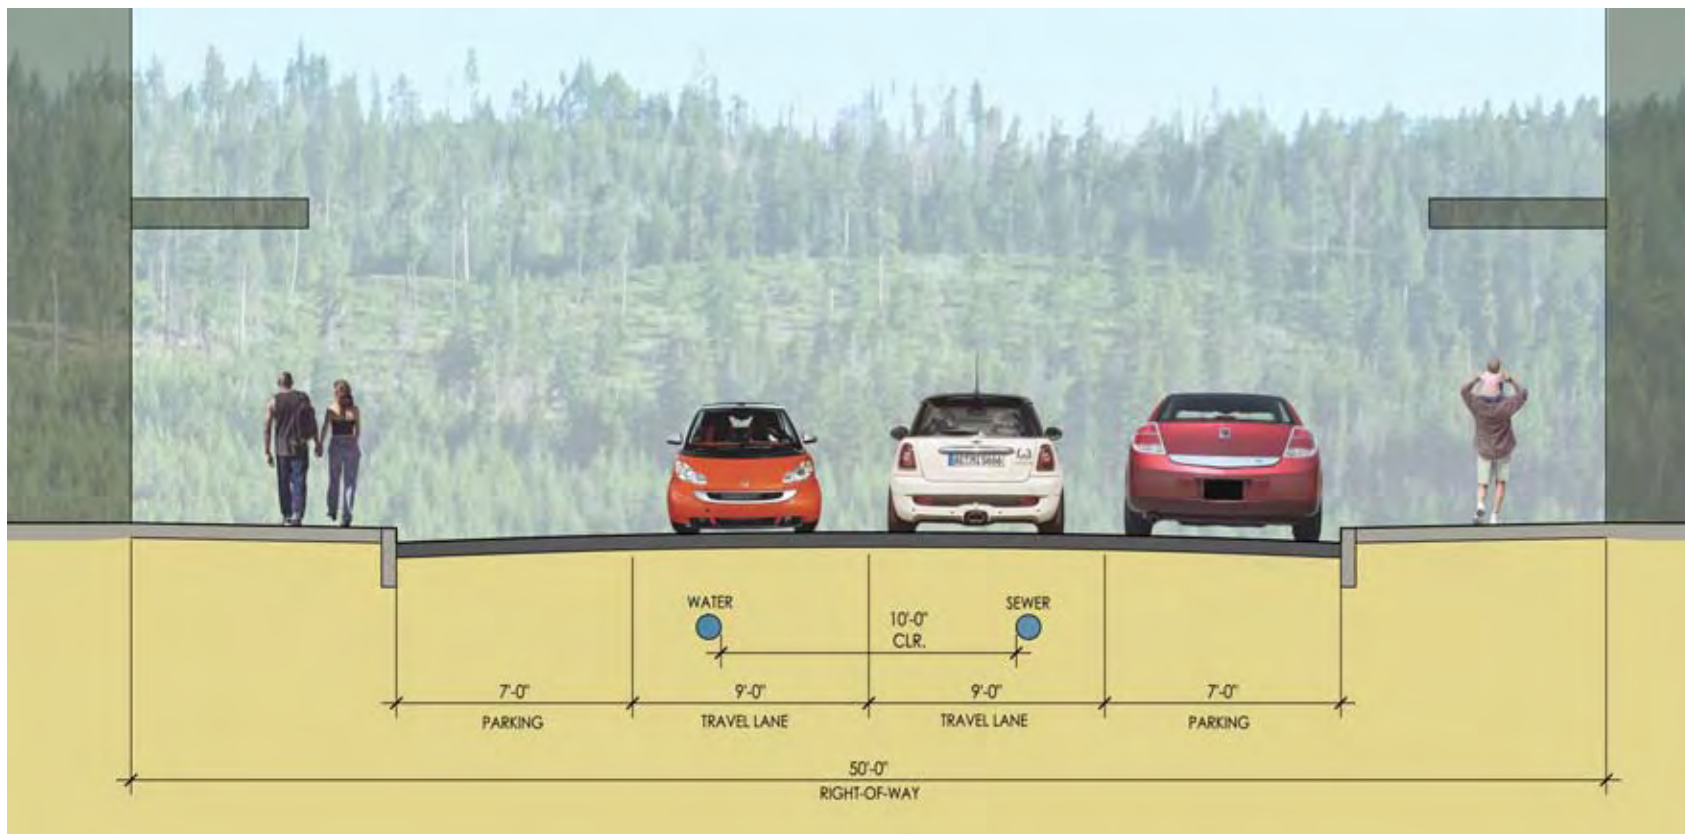 WATER
SEWER
10'-0"
CLR.
7'-0"
9'-0"
9'-0"
7'-0"
PARKING
TRAVEL LANE
TRAVEL LANE
PARKING
50'-0"
RIGHT-OF-WAY